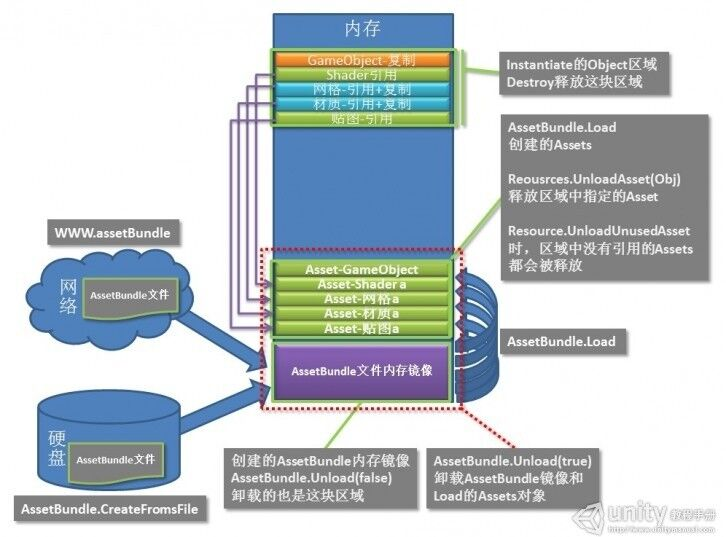 内存
GameObject-复制
Shader引用
网格-引用+复制
材质-引用+复制
贴图-引用
Instantiate的Object区域
Destroy释放这块区域
AssetBundle.Load
创建的Assets
Reousrces.UnloadAsset(Obj)
释放区域中指定的Asset
Resource.UnloadUnusedAsset
时，区域中没有引用的Assets
都会被释放
WWW.assetBundle
网络
AssetBundle文件
Asset-GameObject
Asset-Shader a
Asset-网格a
Asset-材质a
Asset-贴图a
AssetBundle.Load
AssetBundle文件内存镜像
硬盘
AssetBundle文件
AssetBundle.CreateFromsFile
创建的AssetBundle内存镜像
AssetBundle.Unload(false)
卸载的也是这块区域
AssetBundle.Unload(true)
卸载AssetBundle镜像和
Load的Assets对象
unity 教程手册
http://www.unitymanual.com